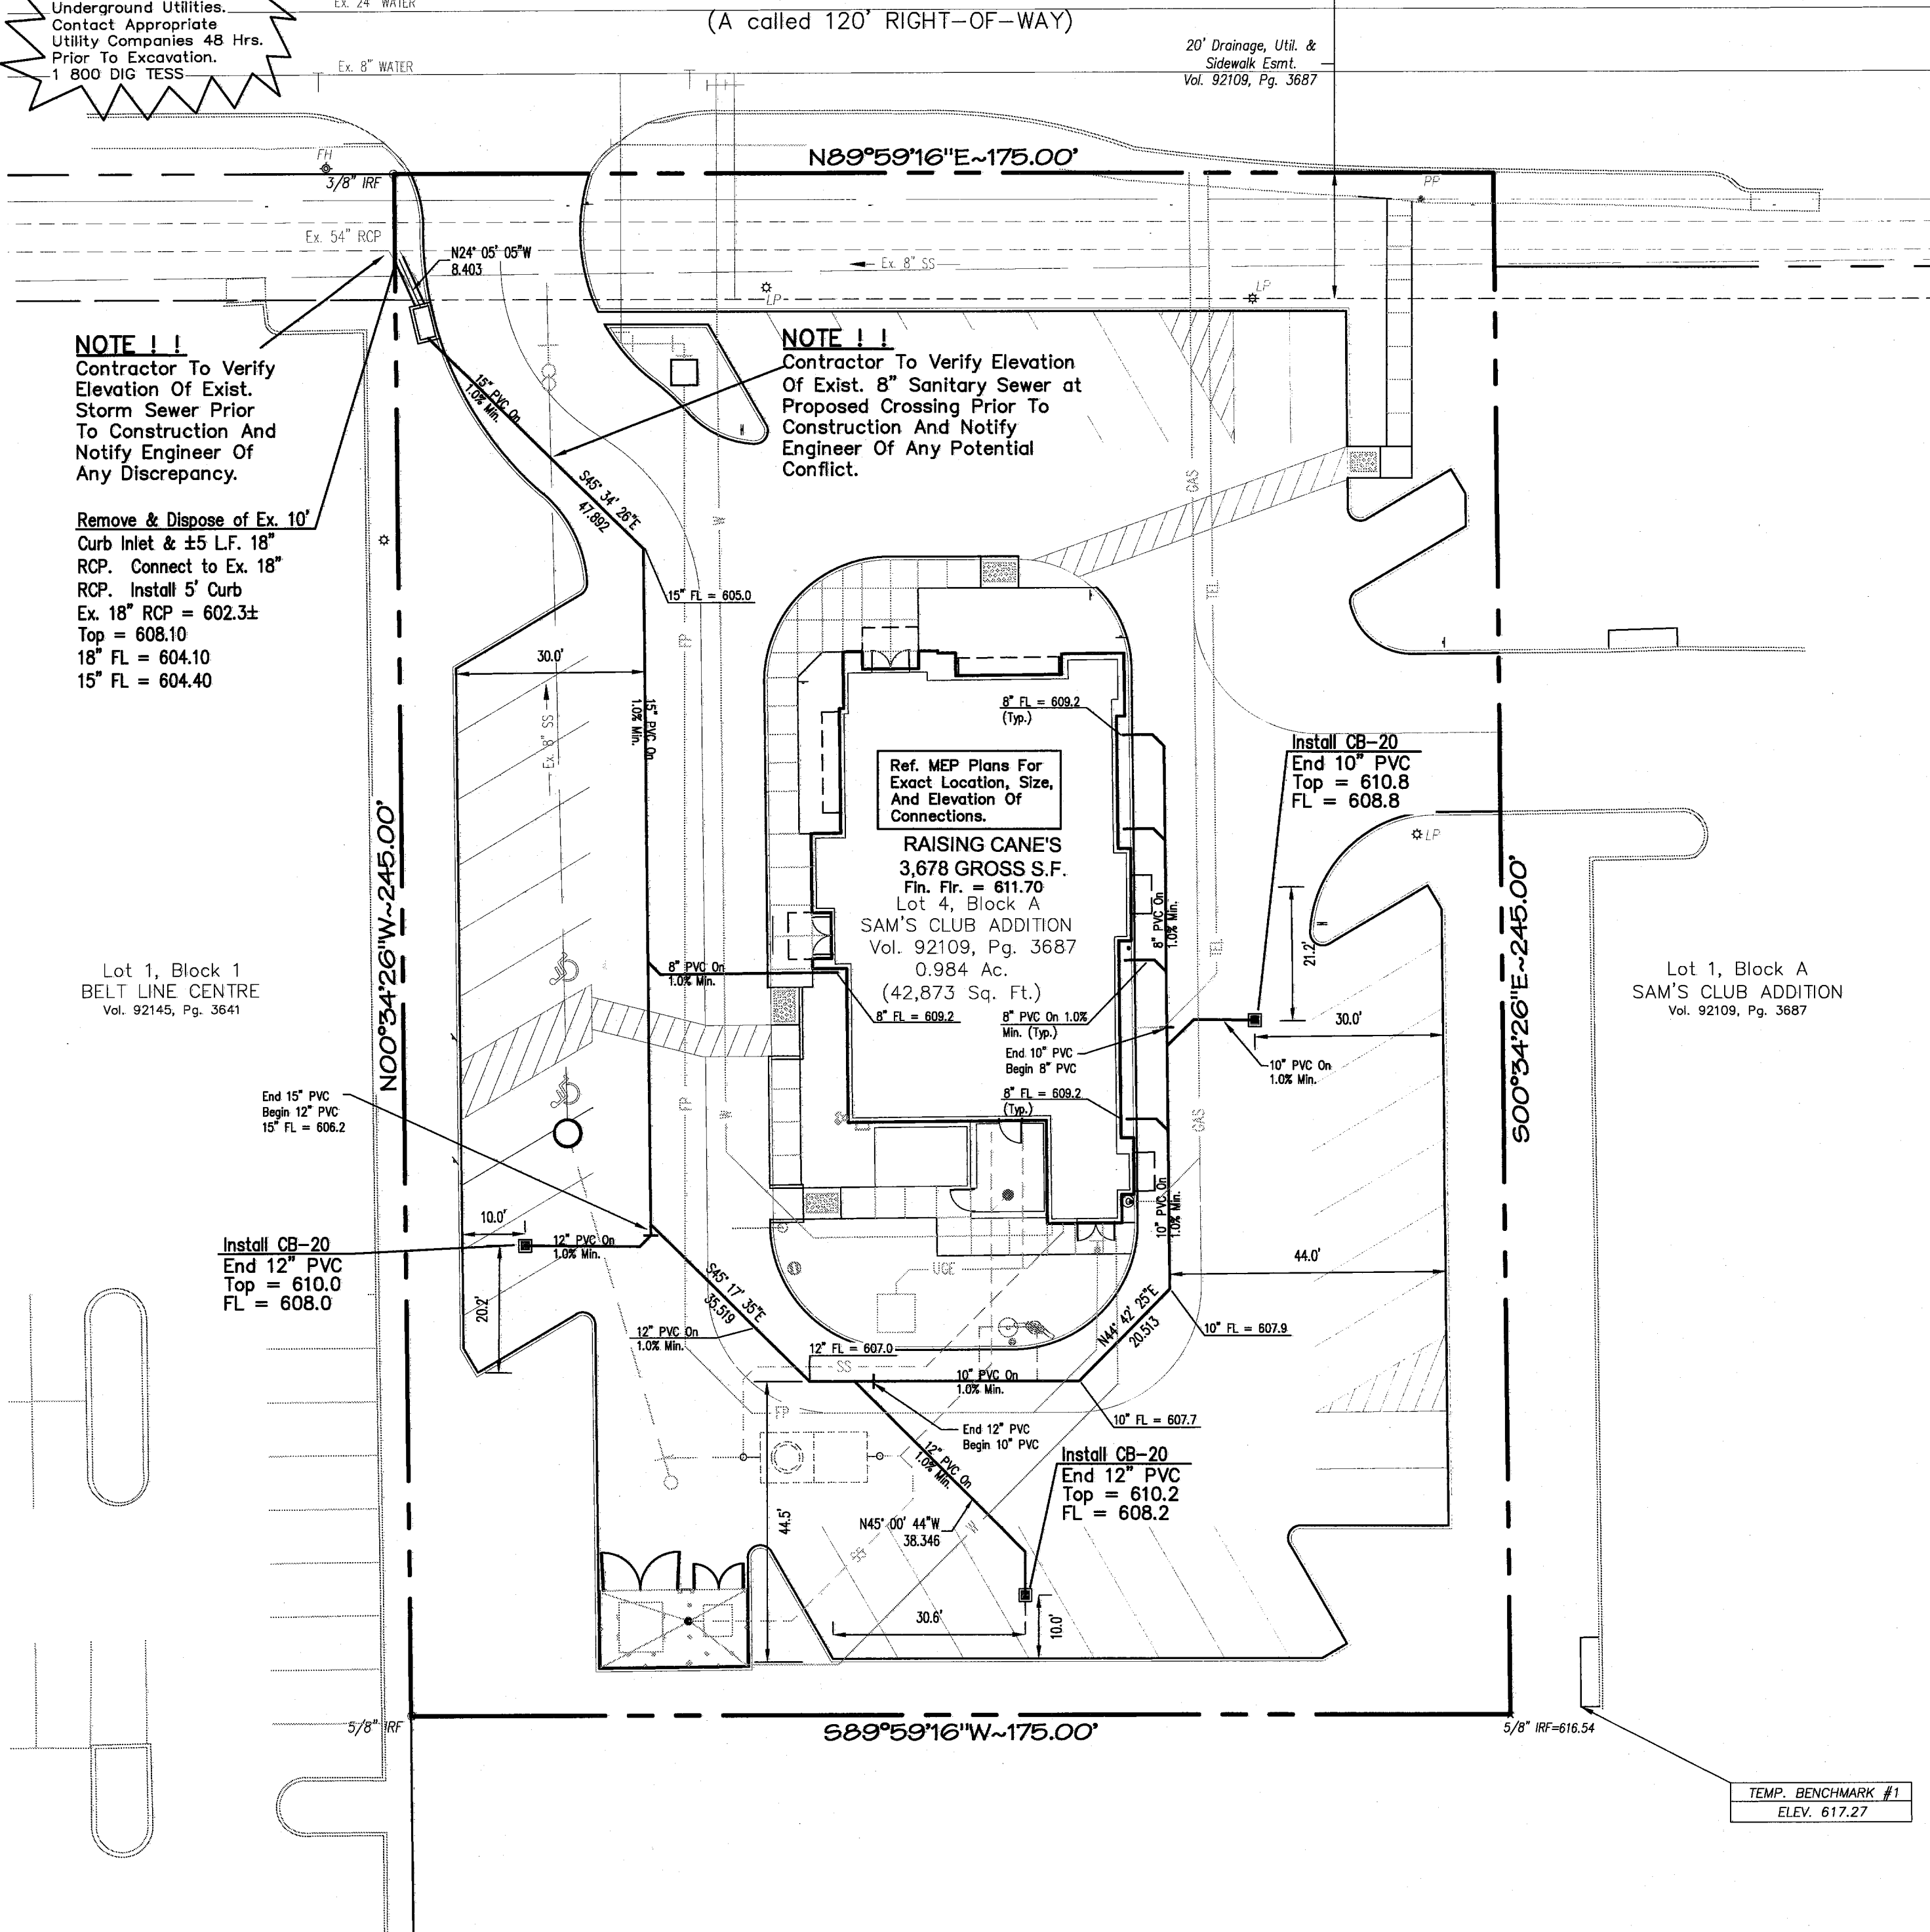 Underground Utilities.
Contact Appropriate
Utility Companies 48 Hrs.
Prior To Excavation.
1 800 DIG TESS
EX. 24" WATER
(A called 120' RIGHT-OF-WAY)
20' Drainage, Util. &
Sidewalk Esmt.
Vol. 92109, Pg. 3687
Ex. 8" WATER
FH
3/8" IRF
N89°59'16"E~175.00'
PP
Ex. 54" RCP
N24° 05' 05"W
8.403
Ex. 8" SS
LP
LP
NOTE ! !
Contractor To Verify
Elevation Of Exist.
Storm Sewer Prior
To Construction And
Notify Engineer Of
Any Discrepancy.
NOTE ! !
Contractor To Verify Elevation
Of Exist. 8" Sanitary Sewer at
Proposed Crossing Prior To
Construction And Notify
Engineer Of Any Potential
Conflict.
15" PVC On
1.0% Min.
S45° 34' 26"E
47.892
GAS
W
Remove & Dispose of Ex. 10'
Curb Inlet & ±5 L.F. 18"
RCP. Connect to Ex. 18"
RCP. Install 5' Curb
Ex. 18" RCP = 602.3±
Top = 608.10
18" FL = 604.10
15" FL = 604.40
15" FL = 605.0
TEL
FP
30.0'
15" PVC On
1.0% Min.
Ex. 8" SS
8" FL = 609.2
(Typ.)
Ref. MEP Plans For
Exact Location, Size,
And Elevation Of
Connections.
RAISING CANE'S
3,678 GROSS S.F.
Fin. Flr. = 611.70
Lot 4, Block A
SAM'S CLUB ADDITION
Vol. 92109, Pg. 3687
0.984 Ac.
(42,873 Sq. Ft.)
Install CB-20
End 10" PVC
Top = 610.8
FL = 608.8
LP
N00°34'26"W~245.00'
S00°34'26"E~245.00'
8" PVC On
1.0% Min.
TEL
21.2'
Lot 1, Block 1
BELT LINE CENTRE
Vol. 92145, Pg. 3641
Lot 1, Block A
SAM'S CLUB ADDITION
Vol. 92109, Pg. 3687
8" PVC On
1.0% Min.
8" FL = 609.2
8" PVC On 1.0%
Min. (Typ.)
30.0'
End 10" PVC
Begin 8" PVC
10" PVC On
1.0% Min.
8" FL = 609.2
(Typ.)
End 15" PVC
Begin 12" PVC
15" FL = 606.2
FP
W
GAS
10" PVC On
1.0% Min.
10.0'
Install CB-20
End 12" PVC
Top = 610.0
FL = 608.0
12" PVC On
1.0% Min.
20.2'
S45° 17' 35"E
35.519
UGE
44.0'
N44° 42' 25"E
20.513
12" PVC On
1.0% Min.
12" FL = 607.0
10" FL = 607.9
SS
10" PVC On
1.0% Min.
FP
10" FL = 607.7
End 12" PVC
Begin 10" PVC
12" PVC On
1.0% Min.
Install CB-20
End 12" PVC
Top = 610.2
FL = 608.2
44.5'
N45° 00' 44"W
38.346
W
SS
30.6'
10.0'
5/8" IRF
S89°59'16"W~175.00'
5/8" IRF=616.54
TEMP. BENCHMARK #1
ELEV. 617.27